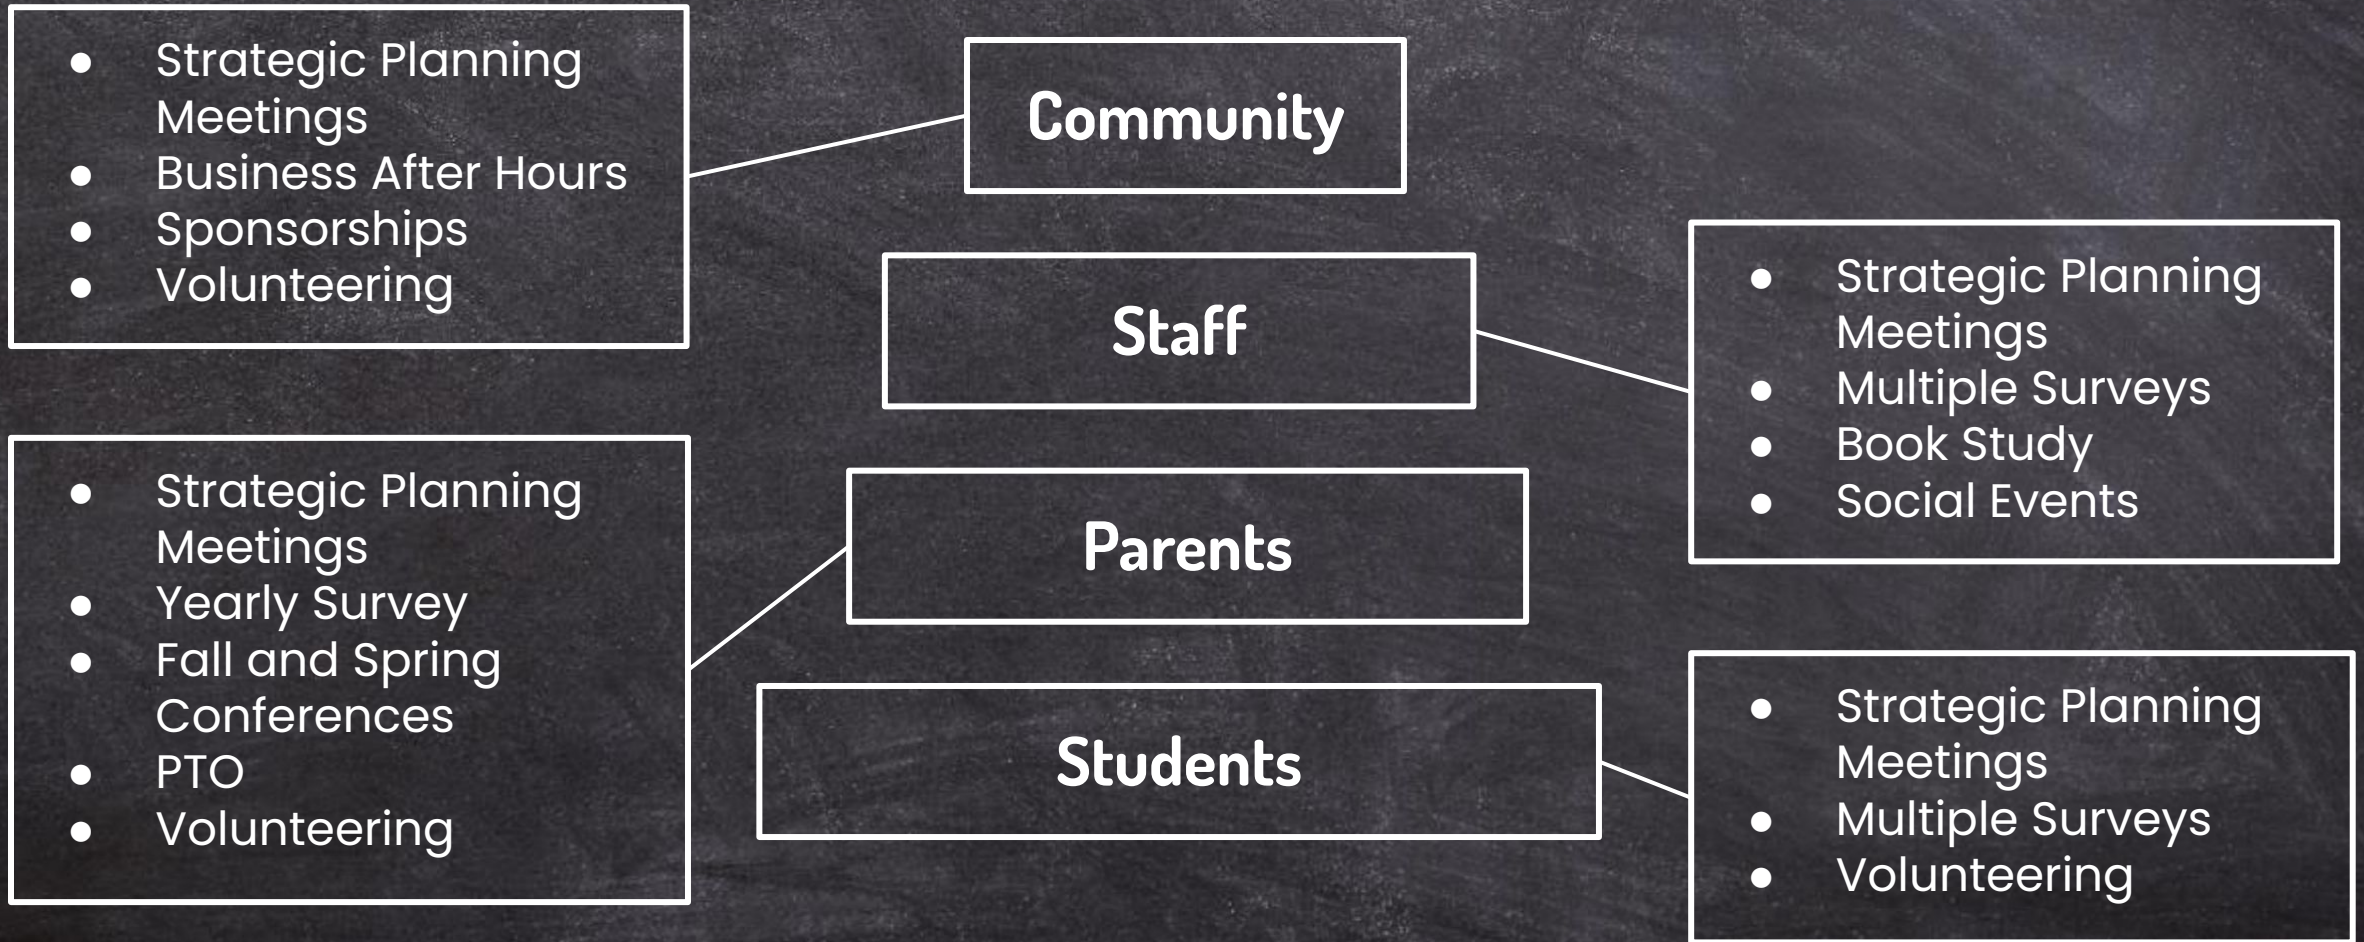 ● Strategic Planning
Meetings
● Business After Hours
● Sponsorships
● Volunteering
Community
Staff
● Strategic Planning
Meetings
● Multiple Surveys
● Book Study
● Social Events
● Strategic Planning
Meetings
● Yearly Survey
● Fall and Spring
Conferences
● PTO
● Volunteering
Parents
Students
● Strategic Planning
Meetings
● Multiple Surveys
● Volunteering